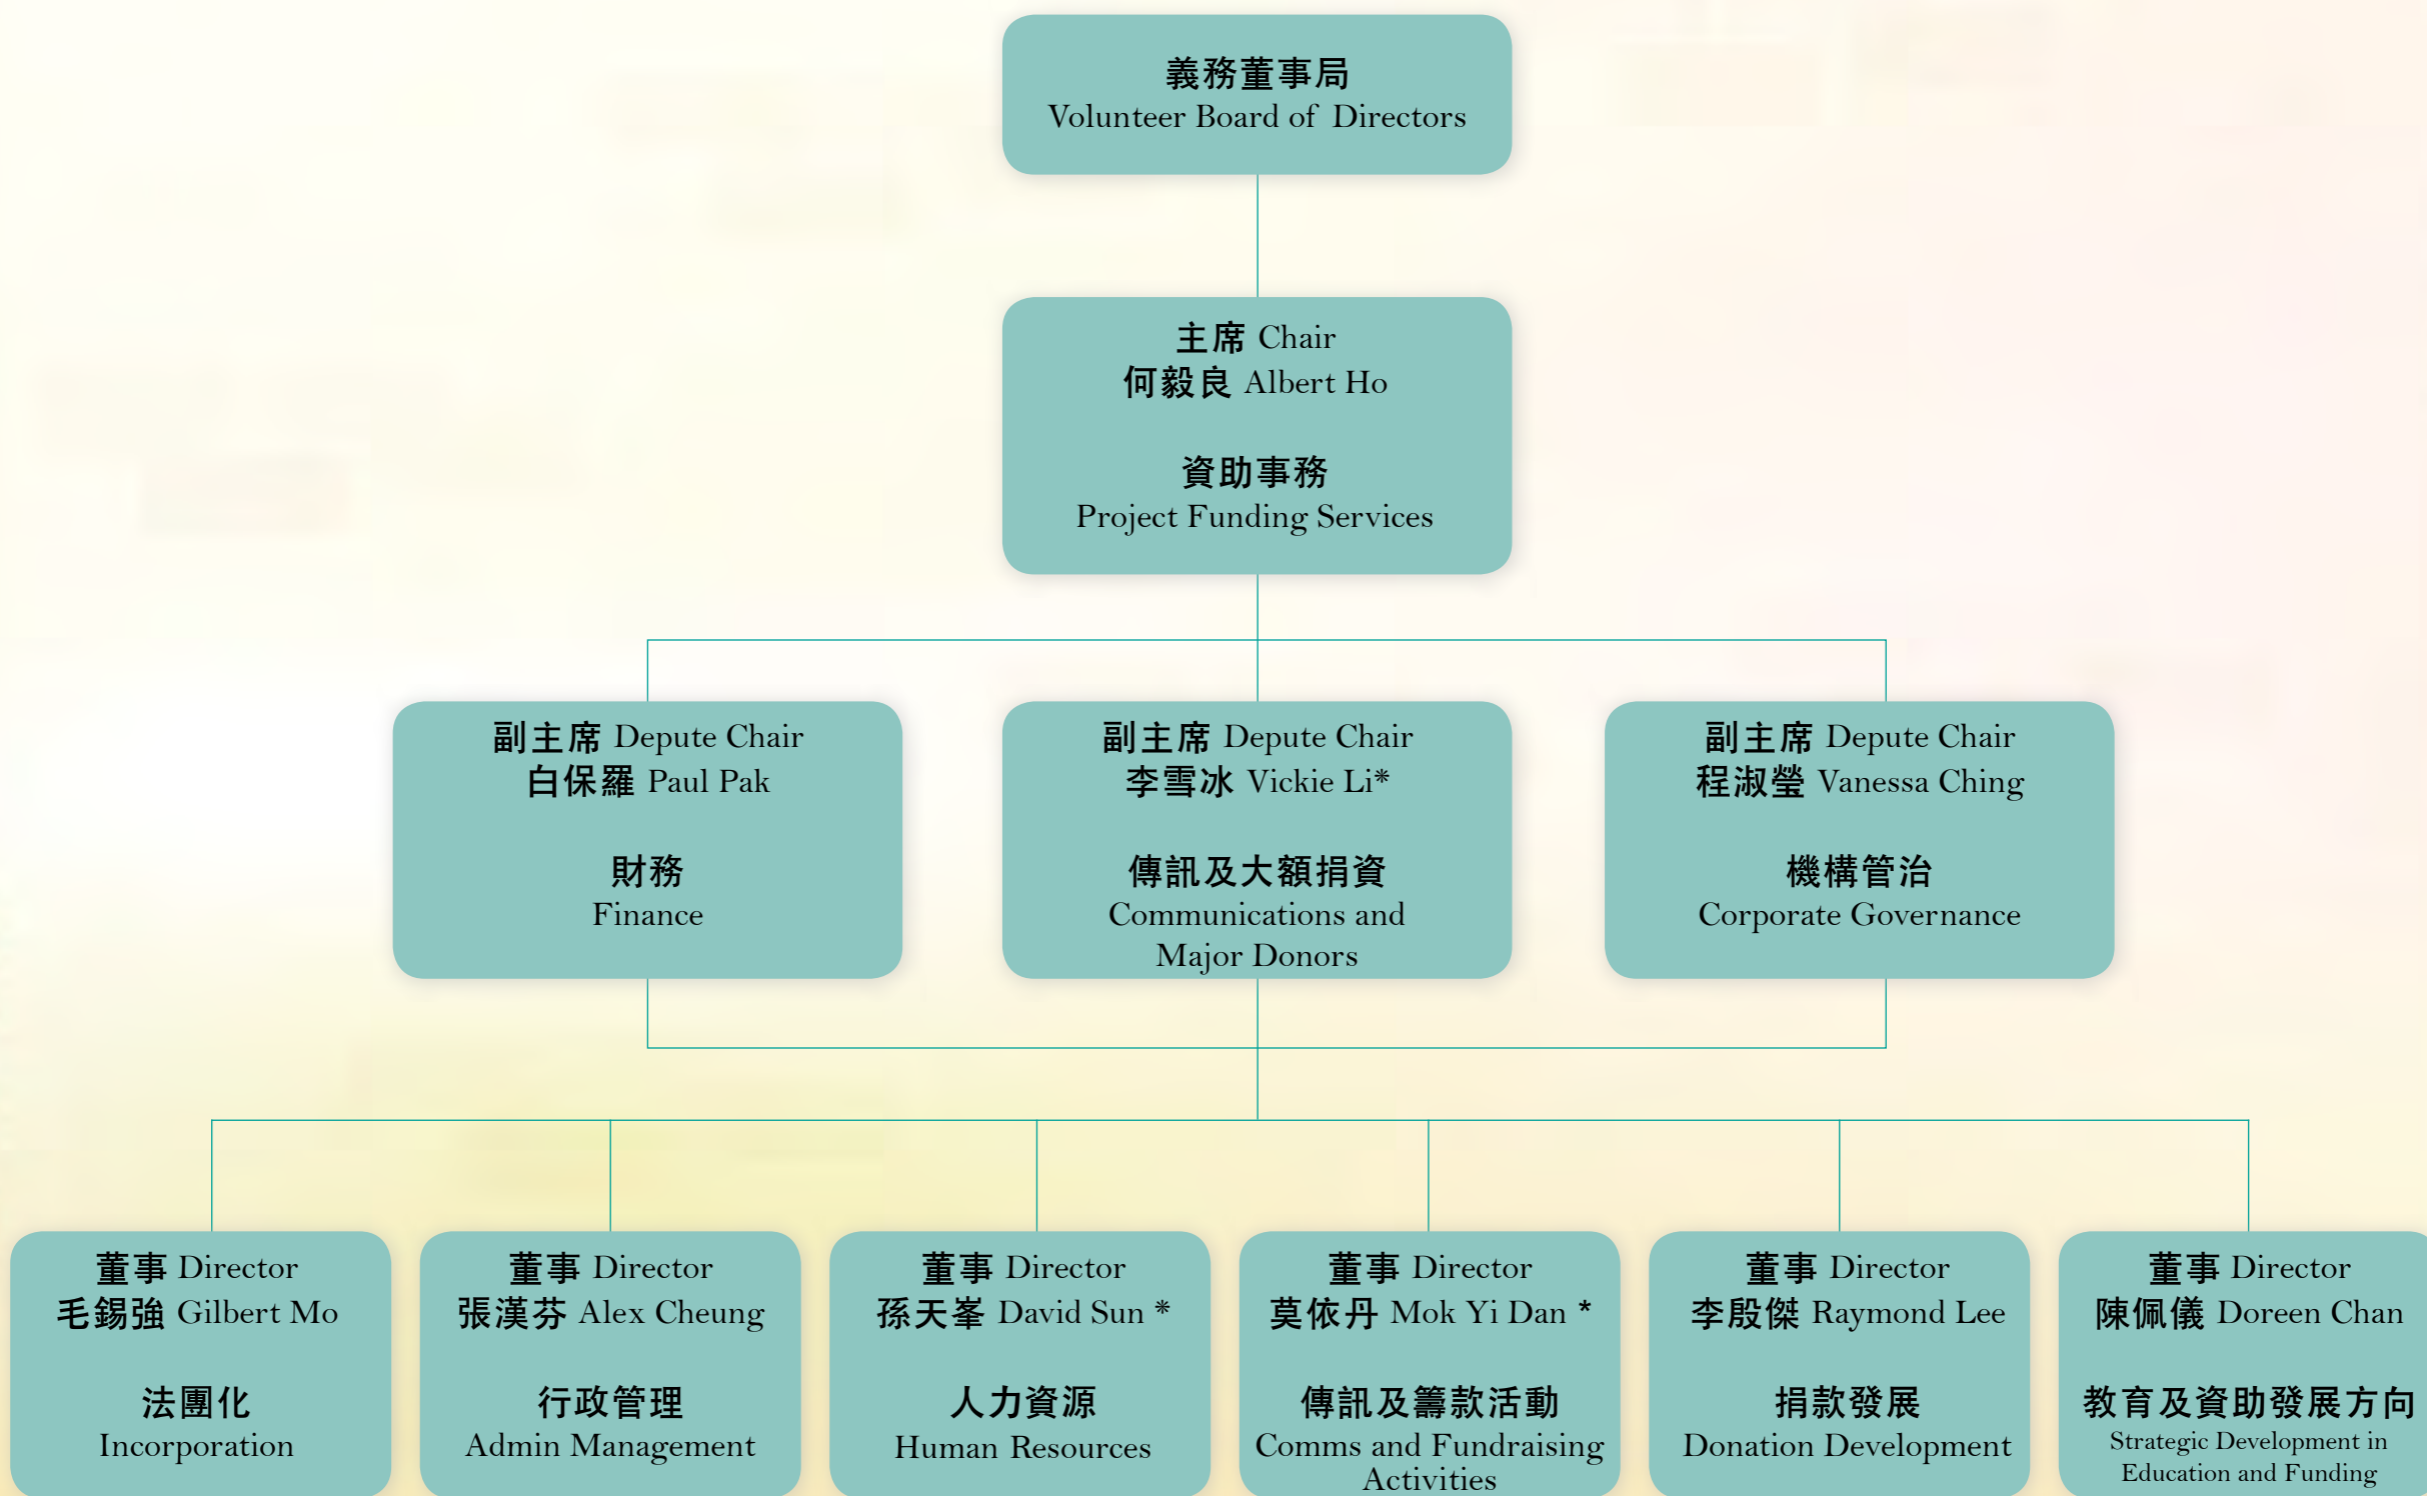 義務董事局
Volunteer Board of Directors
主席 Chair
何毅良 Albert Ho
資助事務
Project Funding Services
副主席 Depute Chair
白保羅 Paul Pak
財務
Finance
副主席 Depute Chair
李雪冰 Vickie Li*
傳訊及大額捐資
Communications and
Major Donors
副主席 Depute Chair
程淑瑩 Vanessa Ching
機構管治
Corporate Governance
董事 Director
毛錫強 Gilbert Mo
法團化
Incorporation
董事 Director
張漢芬 Alex Cheung
行政管理
Admin Management
董事 Director
孫天峯 David Sun *
人力資源
Human Resources
董事 Director
莫依丹 Mok Yi Dan *
傳訊及籌款活動
Comms and Fundraising
Activities
董事 Director
李殷傑 Raymond Lee
捐款發展
Donation Development
董事 Director
陳佩儀 Doreen Chan
教育及資助發展方向
Strategic Development in
Education and Funding